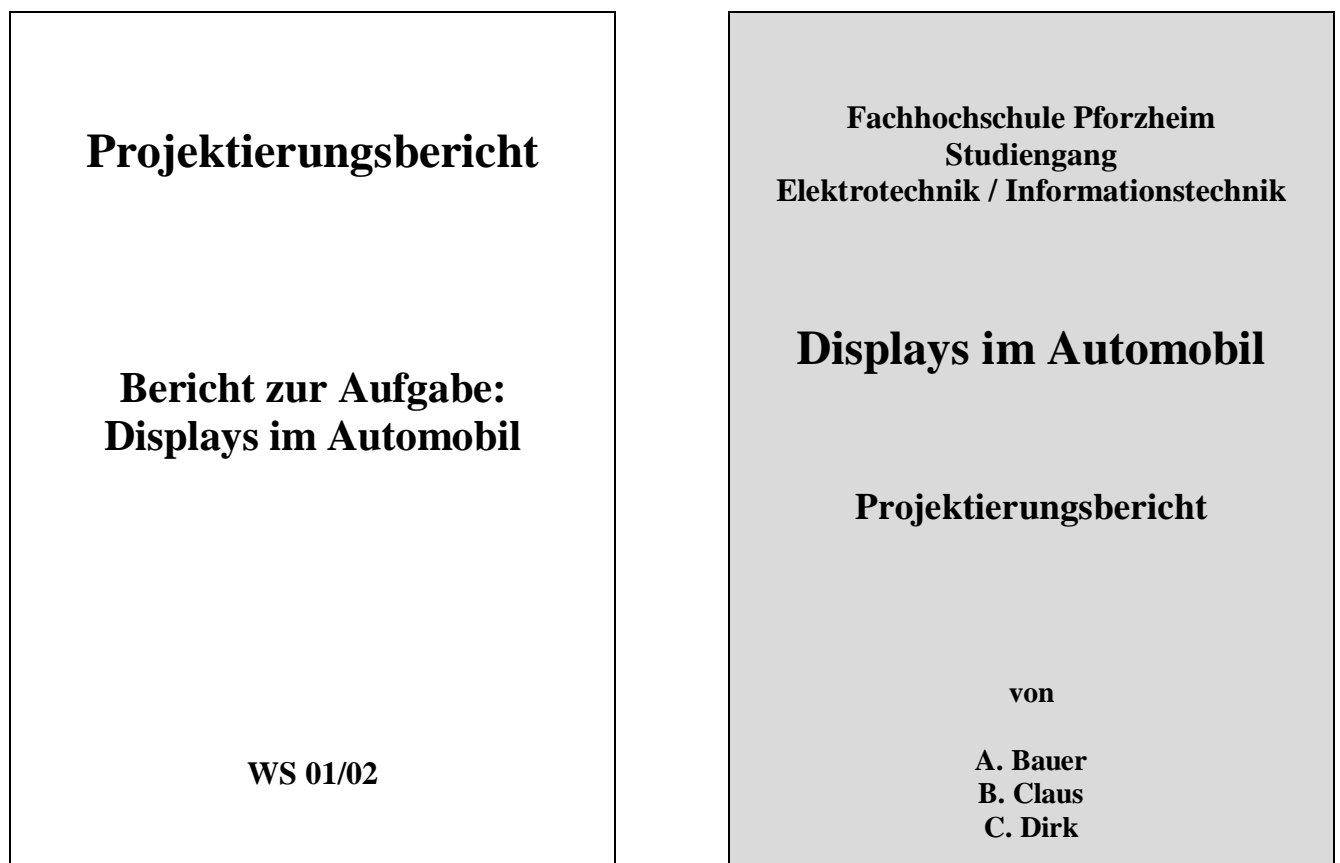 Projektierungsbericht
Bericht zur Aufgabe:
Displays im Automobil
WS 01/02
Fachhochschule Pforzheim
Studiengang
Elektrotechnik / Informationstechnik
Displays im Automobil
Projektierungsbericht
von
A. Bauer
B. Claus
C. Dirk